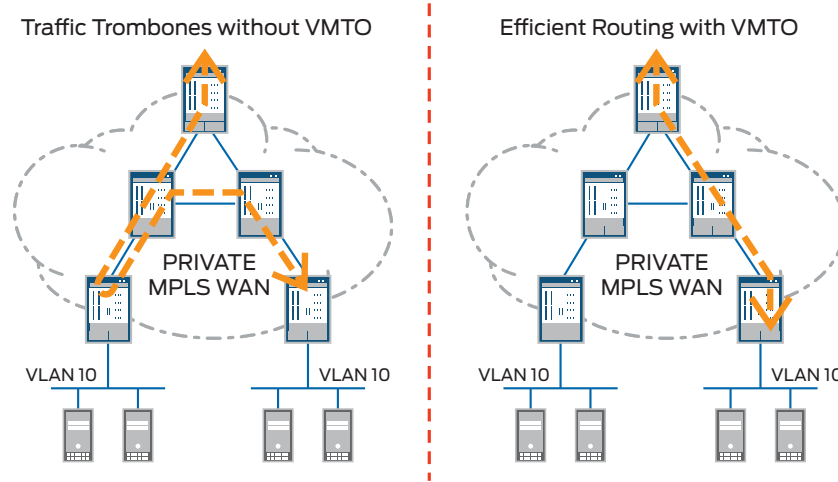 Traffic Trombones without VMTO
Efficient Routing with VMTO
PRIVATE
MPLS WAN
PRIVATE
MPLS WAN
VLAN 10
VLAN 10
VLAN 10
VLAN 10